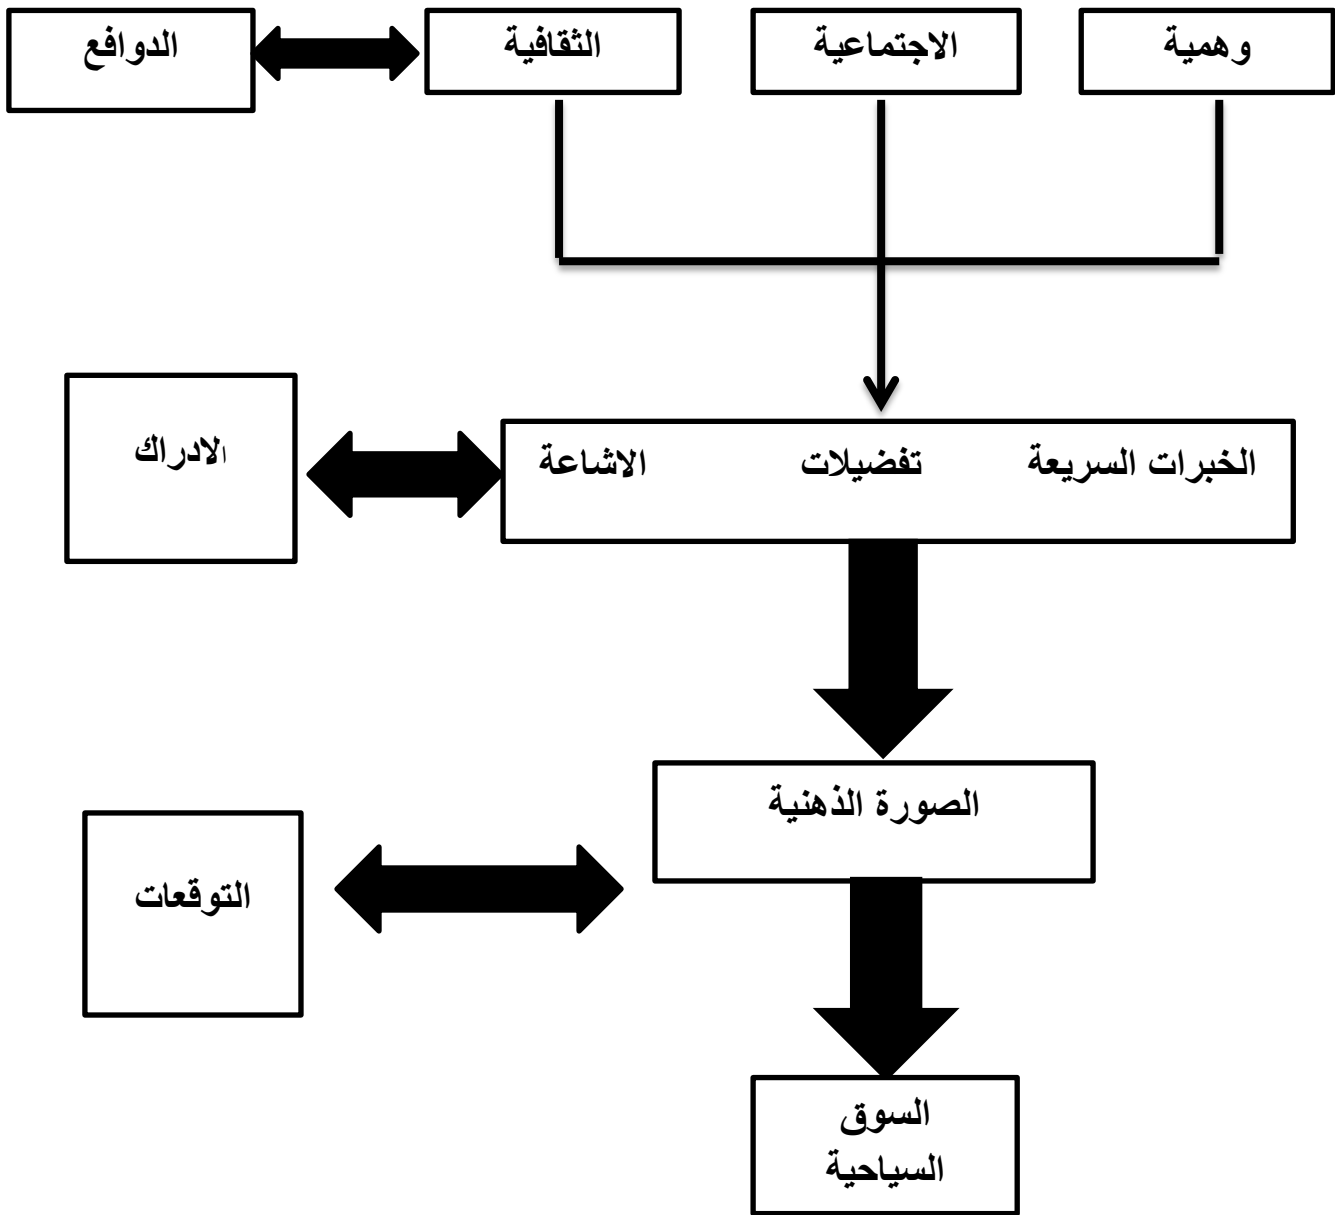 وهمية
الاجتماعية
الثقافية
الدوافع
الخبرات السريعة تفضيلات الاشاعة
الادراك
الصورة الذهنية
التوقعات
السوق
السياحية